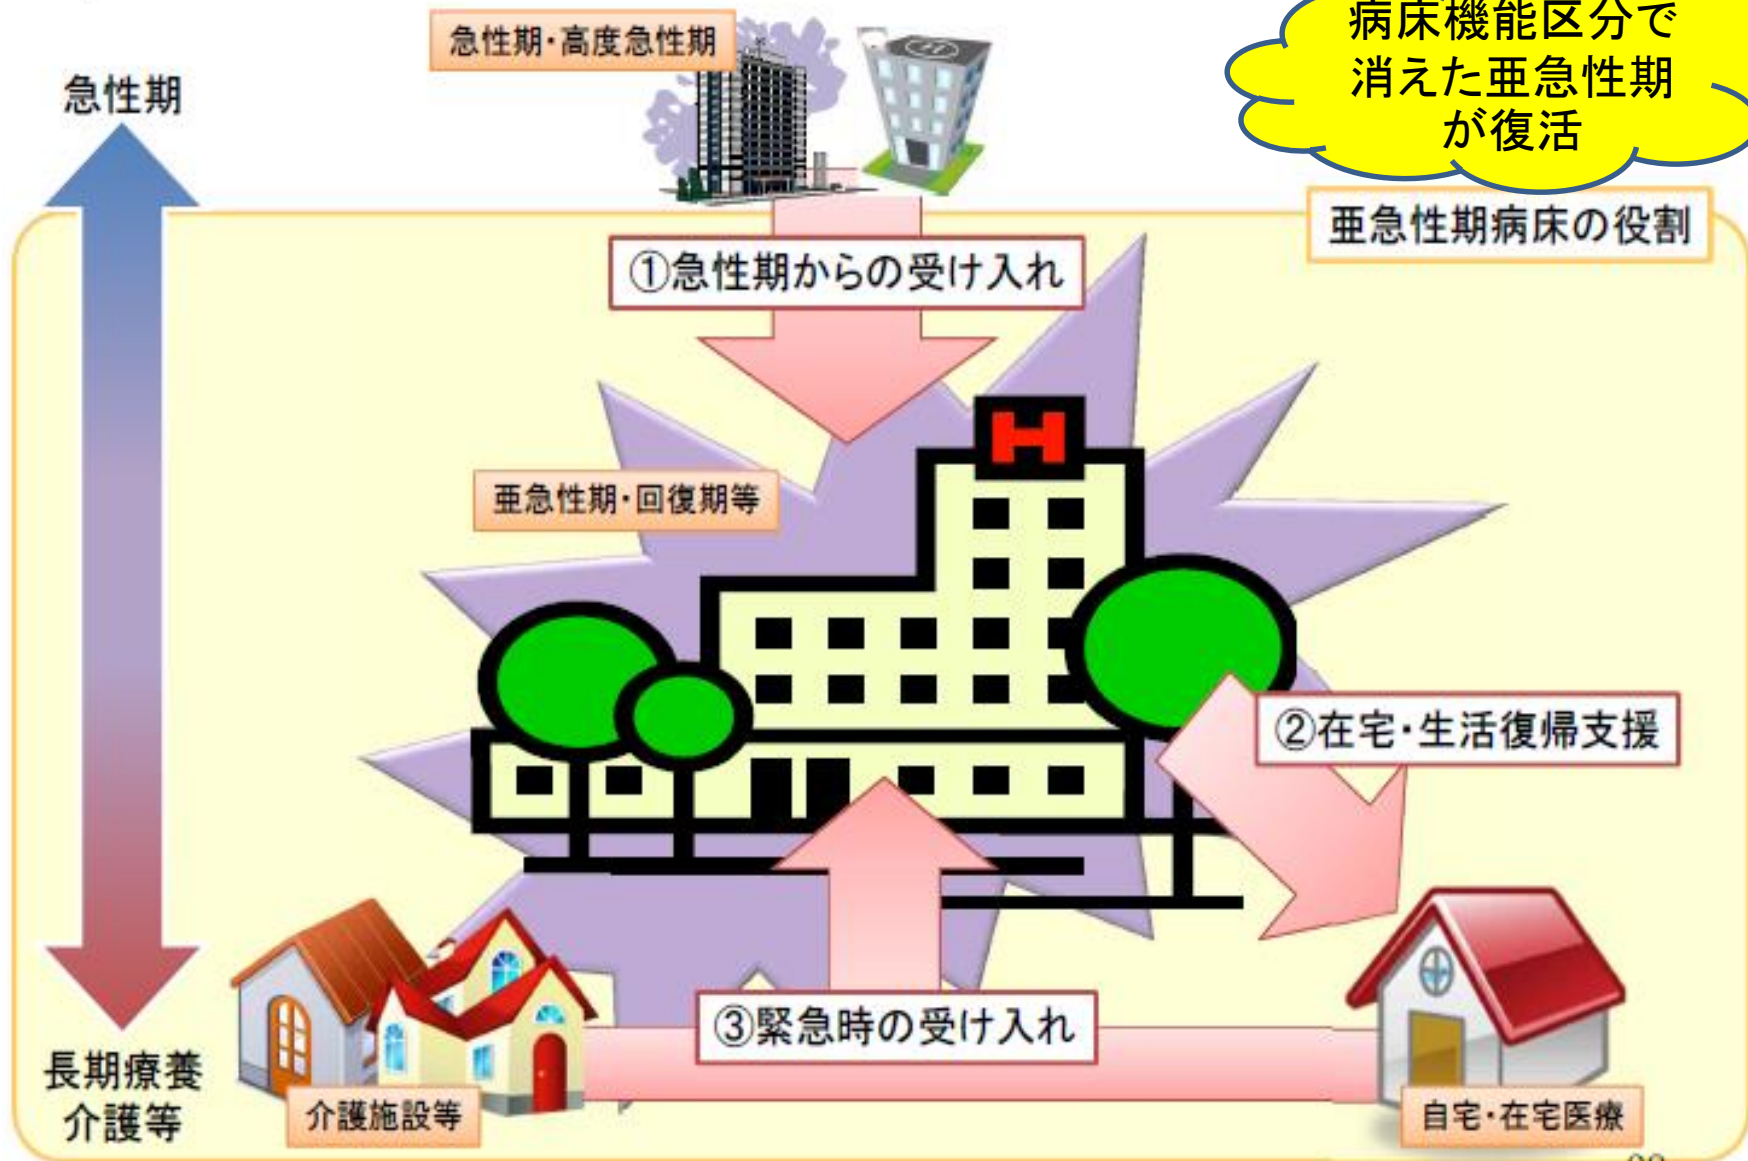 病床機能区分で
消えた亜急性期
が復活
急性期・高度急性期
急性期
亜急性期病床の役割
①急性期からの受け入れ
H
亜急性期・回復期等
②在宅・生活復帰支援
③緊急時の受け入れ
長期療養
介護等
介護施設等
自宅・在宅医療